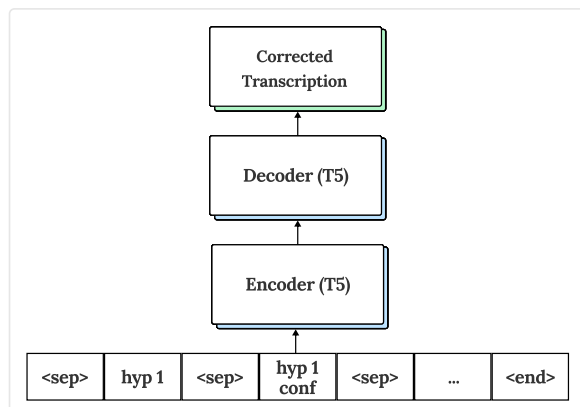 Corrected
Transcription
Decoder (T5)
Encoder (T5)
<sep> hyp 1 <sep> hyp 1 conf <sep> ... <end>